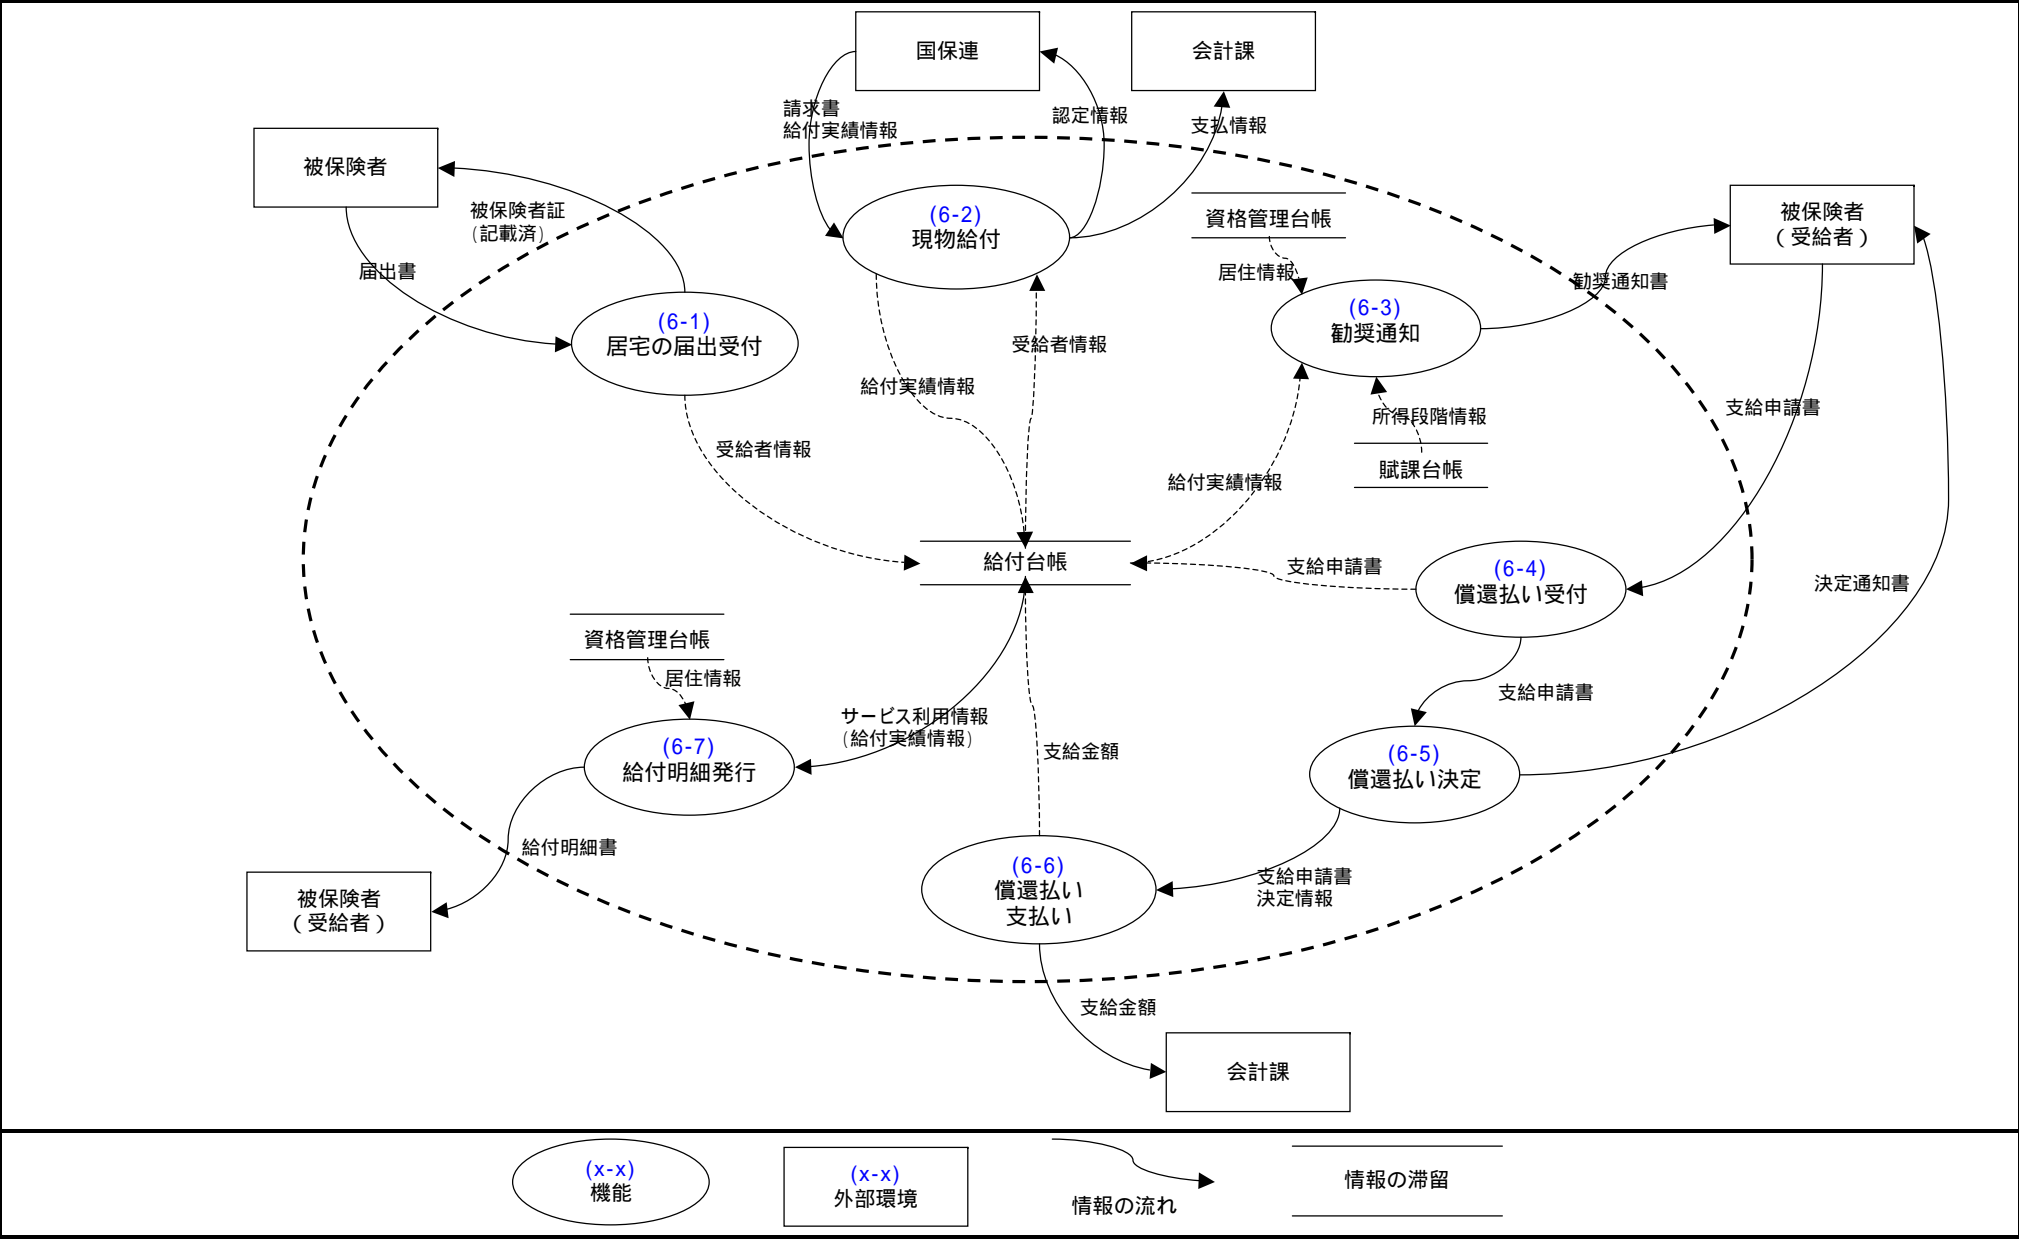 国保連
会計課
請求書
給付実績情報
認定情報
支払情報
被保険者
被保険者証
(記載済)
届出書
(6-1)
居宅の届出受付
(6-2)
現物給付
資格管理台帳
居住情報
(6-3)
勧奨通知
勧奨通知書
被保険者
(受給者)
受給者情報
給付実績情報
受給者情報
所得段階情報
賦課台帳
給付実績情報
支給申請書
給付台帳
支給申請書
(6-4)
償還払い受付
決定通知書
資格管理台帳
居住情報
支給申請書
サービス利用情報
(給付実績情報)
(6-7)
給付明細発行
支給金額
(6-5)
償還払い決定
給付明細書
被保険者
(受給者)
(6-6)
償還払い
支払い
支給申請書
決定情報
支給金額
会計課
(x-x)
機能
(x-x)
外部環境
情報の流れ
情報の滞留